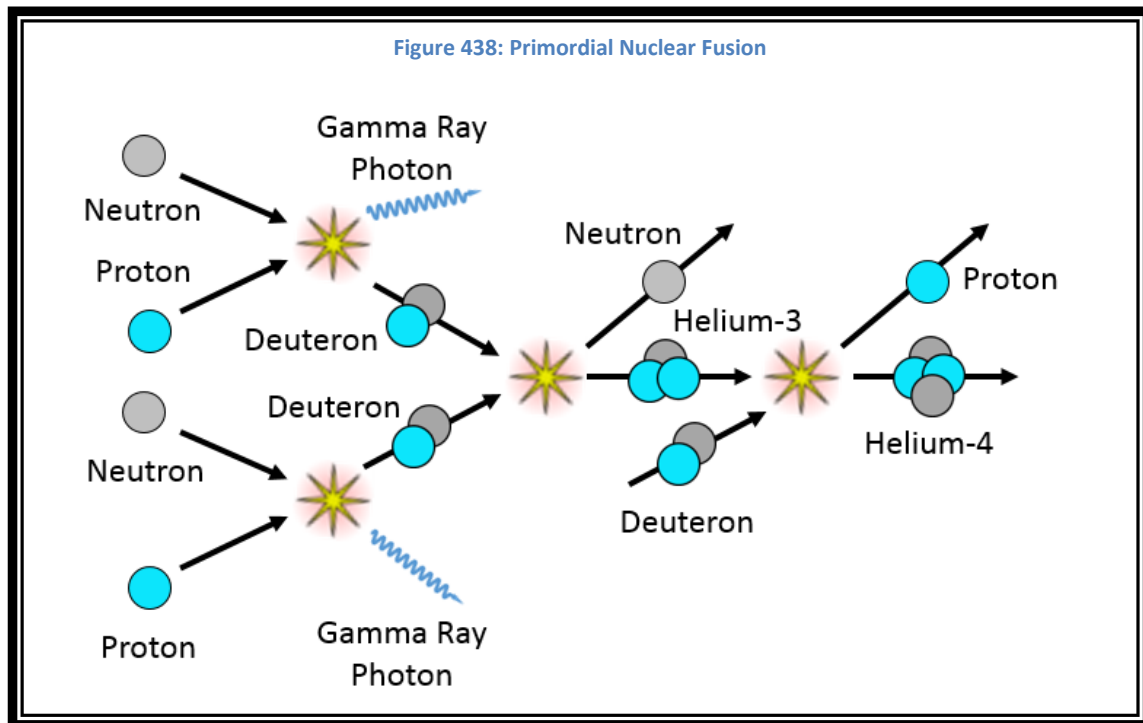 Figure 438: Primordial Nuclear Fusion
Gamma Ray
Photon
Neutron
Proton
Deuteron
Deuteron
Neutron
Proton
Gamma Ray
Photon
Neutron
Helium-3
Deuteron
Proton
Helium-4